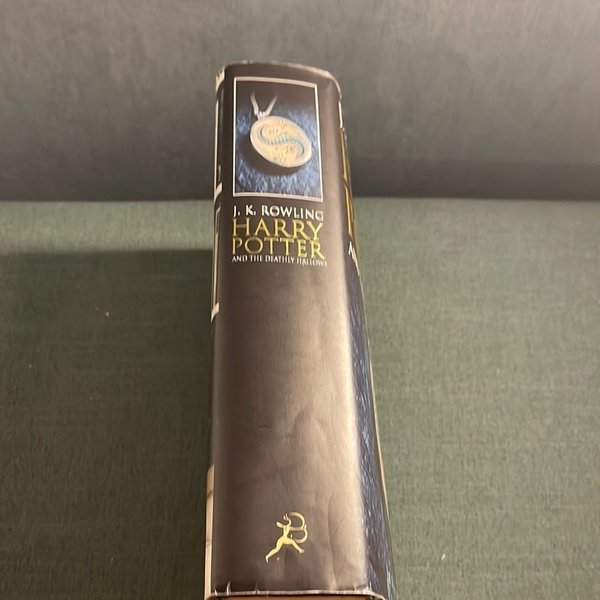 J. K. ROWLING
HARRY
POTTER
AND THE DEATHLY HALLOWS